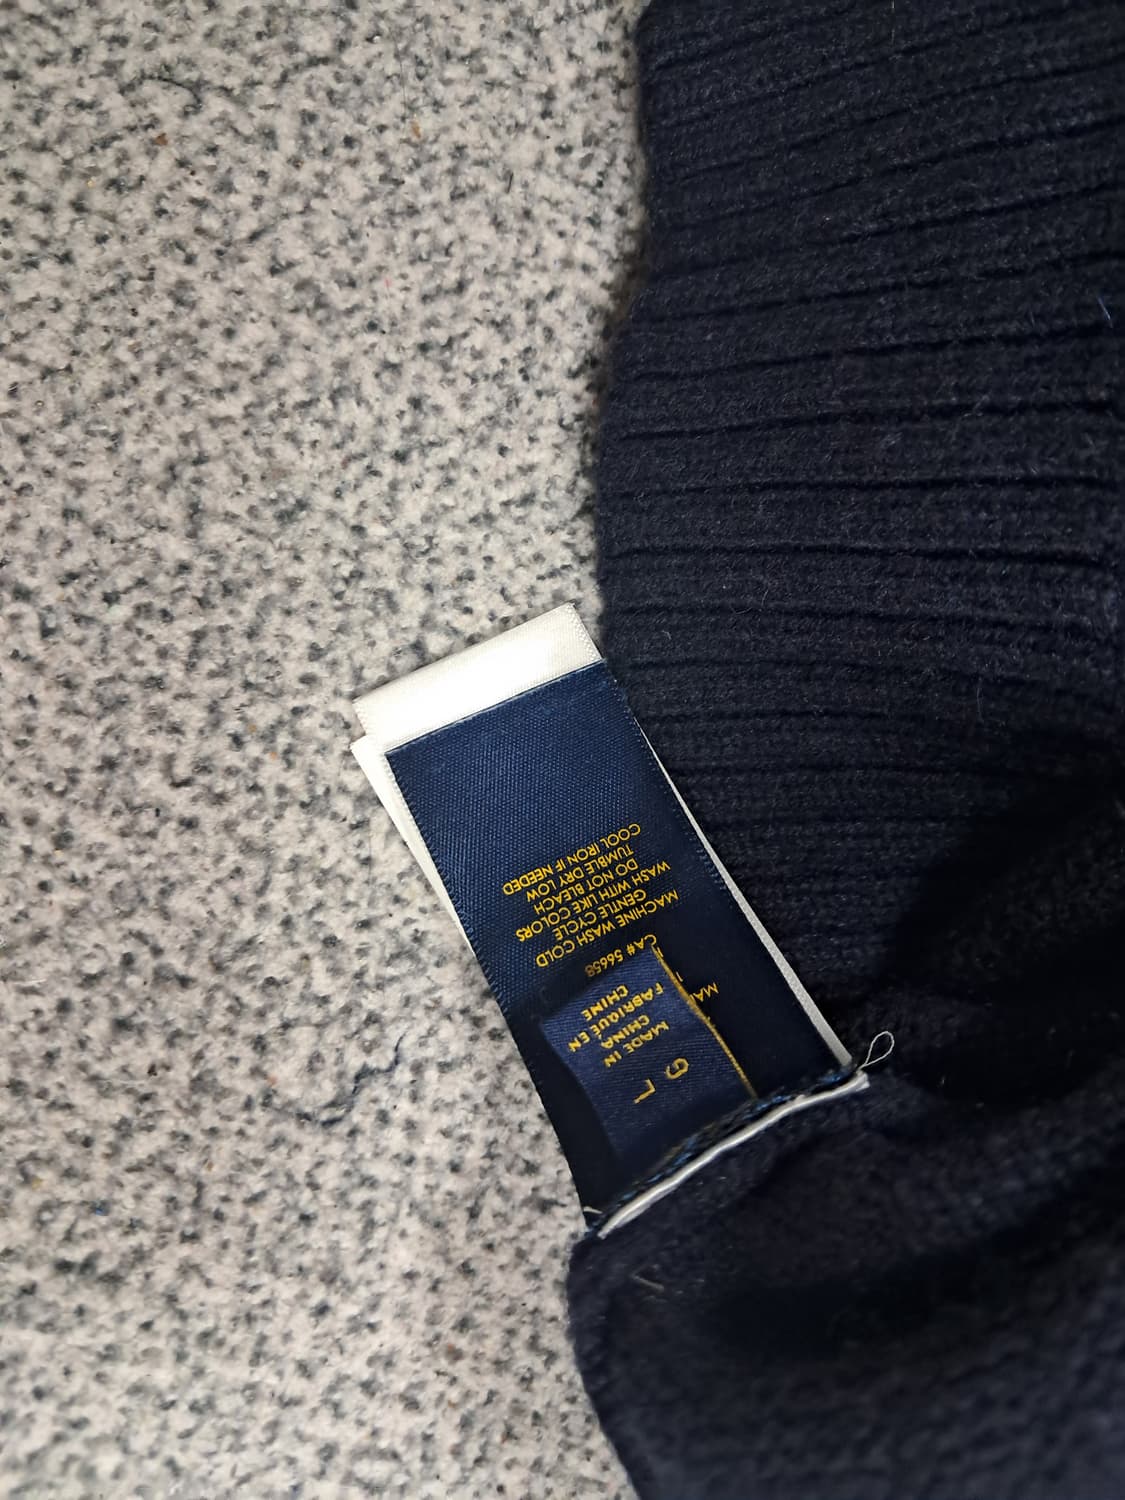 CA# 56658
MACHINE WASH COLD
GENTLE CYCLE
WASH WITH LIKE COLORS
DO NOT BLEACH
TUMBLE DRY LOW
COOL IRON IF NEEDED
MADE IN
CHINA
FABRIQUÉ EN
CHINE